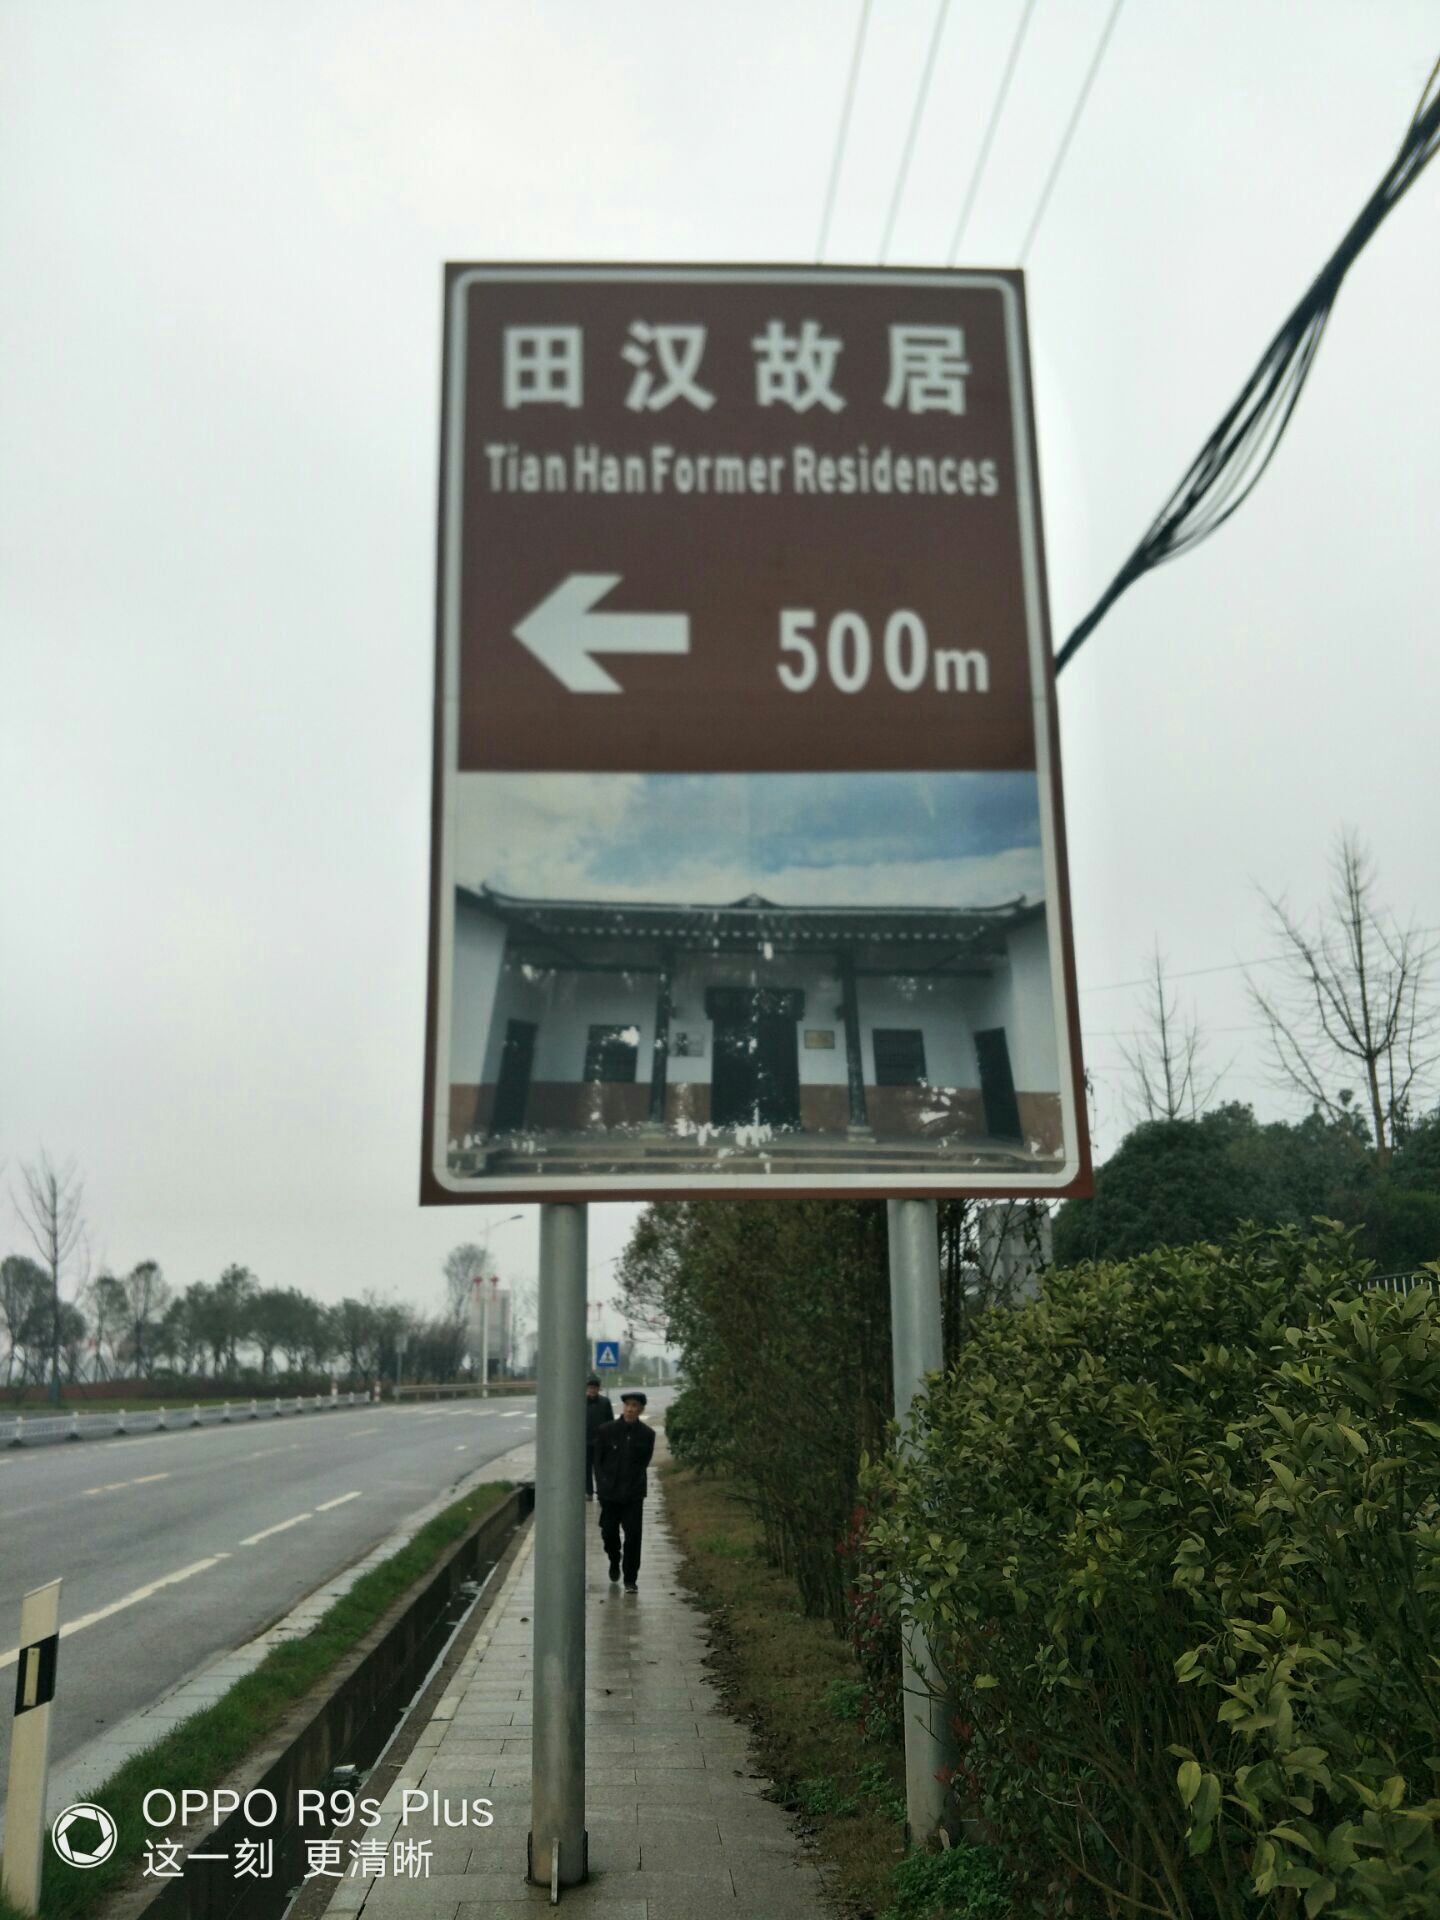 田汉故居
Tian Han Former Residences
500m
OPPO R9s Plus
这一刻 更清晰